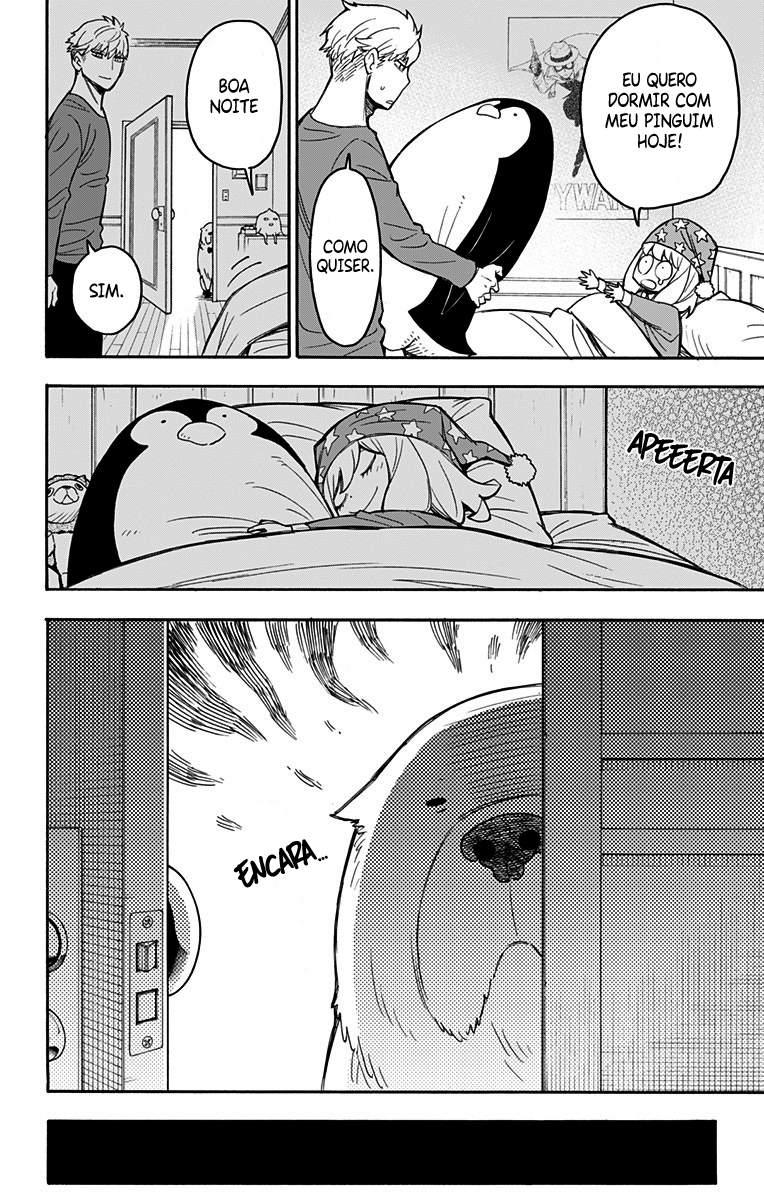 EU QUERO
DORMIR COM
MEU PINGUIM
HOJE!
COMO
QUISER.
BOA
NOITE
SIM.
APEEERTA
ENCARA...